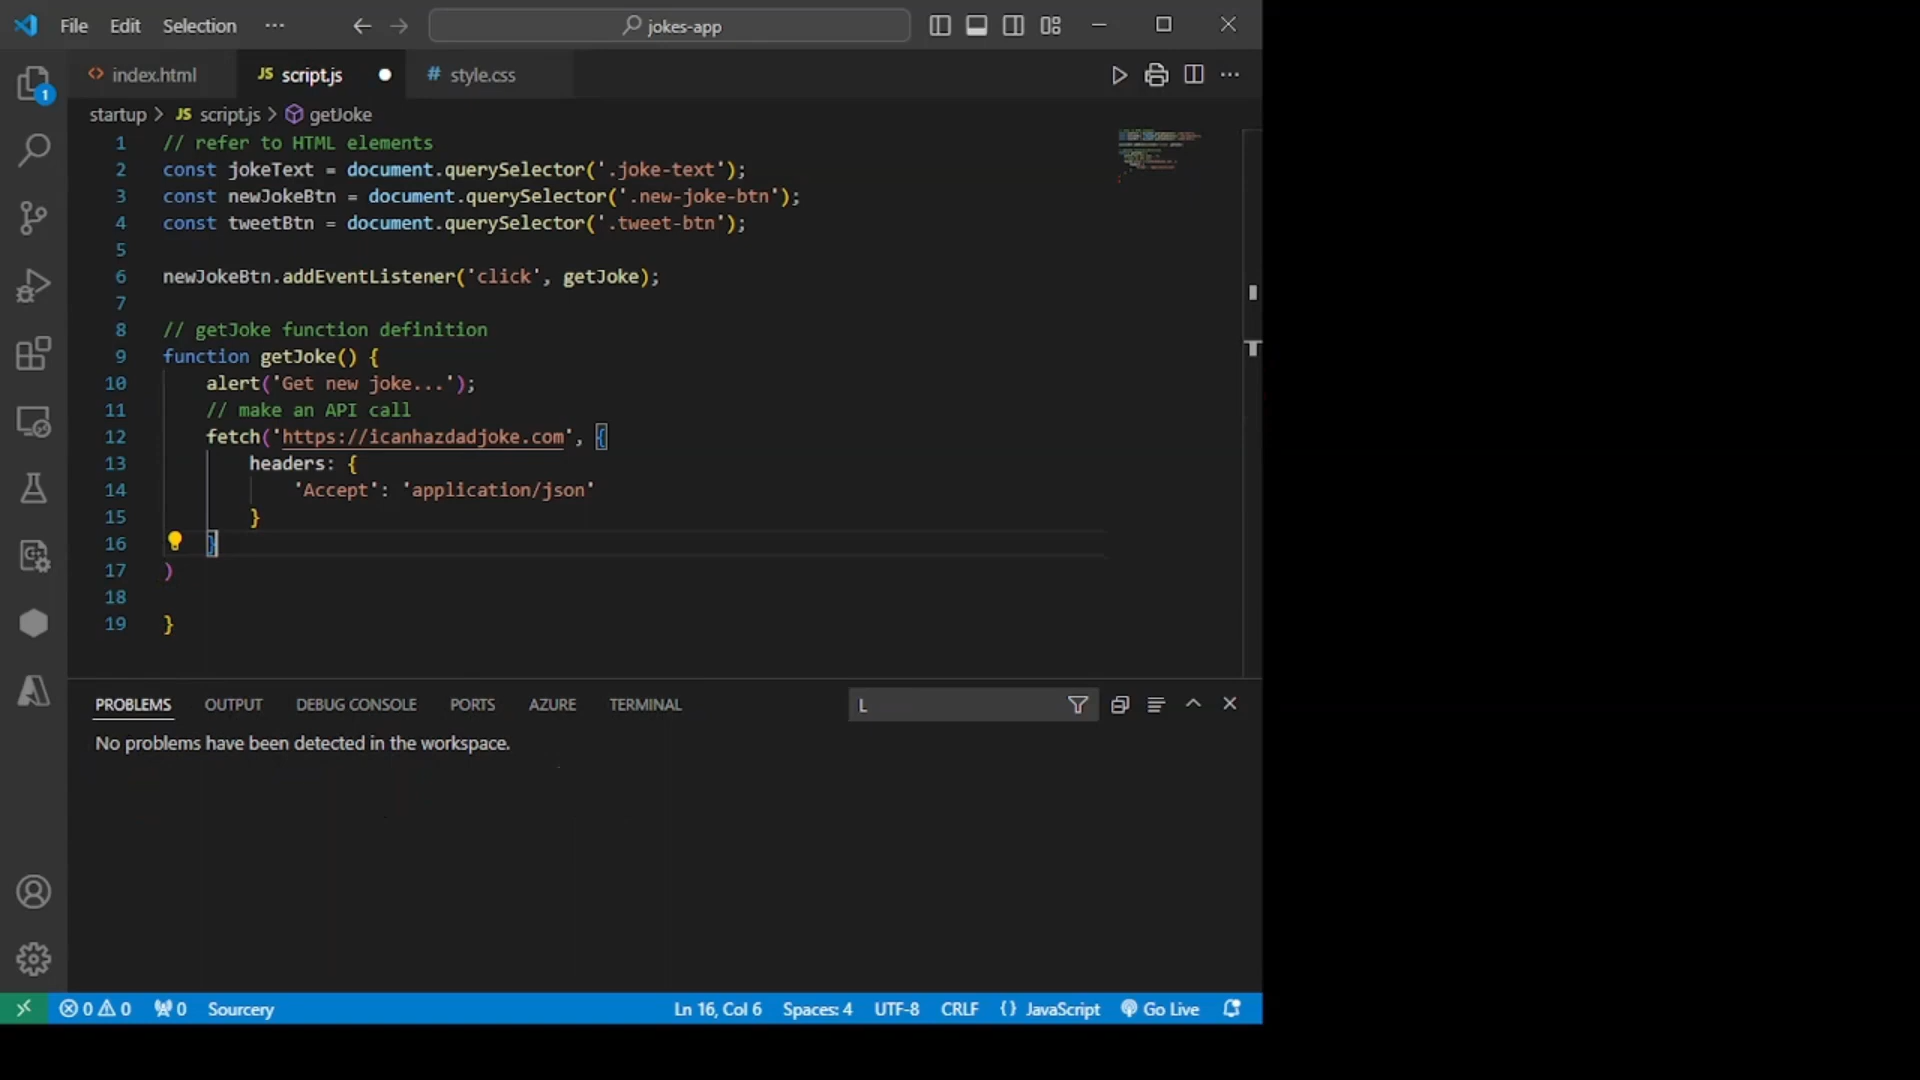 File Edit Selection ··· jokes-app
index.html JS script.js # style.css
startup > JS script.js > getJoke
1 // refer to HTML elements
2 const jokeText = document.querySelector('.joke-text');
3 const newJokeBtn = document.querySelector('.new-joke-btn');
4 const tweetBtn = document.querySelector('.tweet-btn');
5
6 newJokeBtn.addEventListener('click', getJoke);
7
8 // getJoke function definition
9 function getJoke() {
10 alert('Get new joke...');
11 // make an API call
12 fetch('https://icanhazdadjoke.com', {
13 headers: {
14 'Accept': 'application/json'
15 }
16 }
17 )
18
19 }
PROBLEMS OUTPUT DEBUG CONSOLE PORTS AZURE TERMINAL L
No problems have been detected in the workspace.
0 0 0 Sourcery Ln 16, Col 6 Spaces: 4 UTF-8 CRLF {} JavaScript Go Live
1